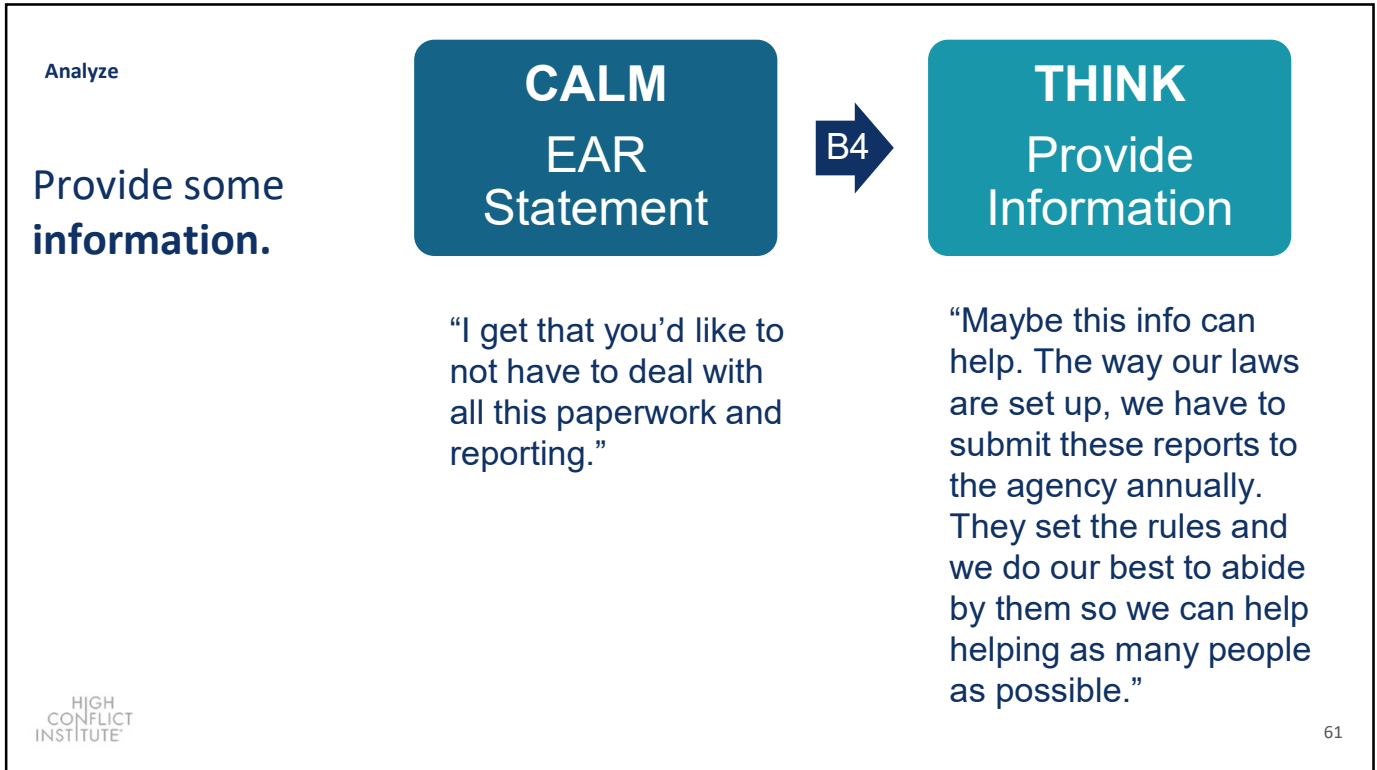 Analyze
Provide some
information.
CALM
EAR
Statement
B4
THINK
Provide
Information
“I get that you’d like to
not have to deal with
all this paperwork and
reporting.”
“Maybe this info can
help. The way our laws
are set up, we have to
submit these reports to
the agency annually.
They set the rules and
we do our best to abide
by them so we can help
helping as many people
as possible.”
HIGH
CONFLICT
INSTITUTE®
61